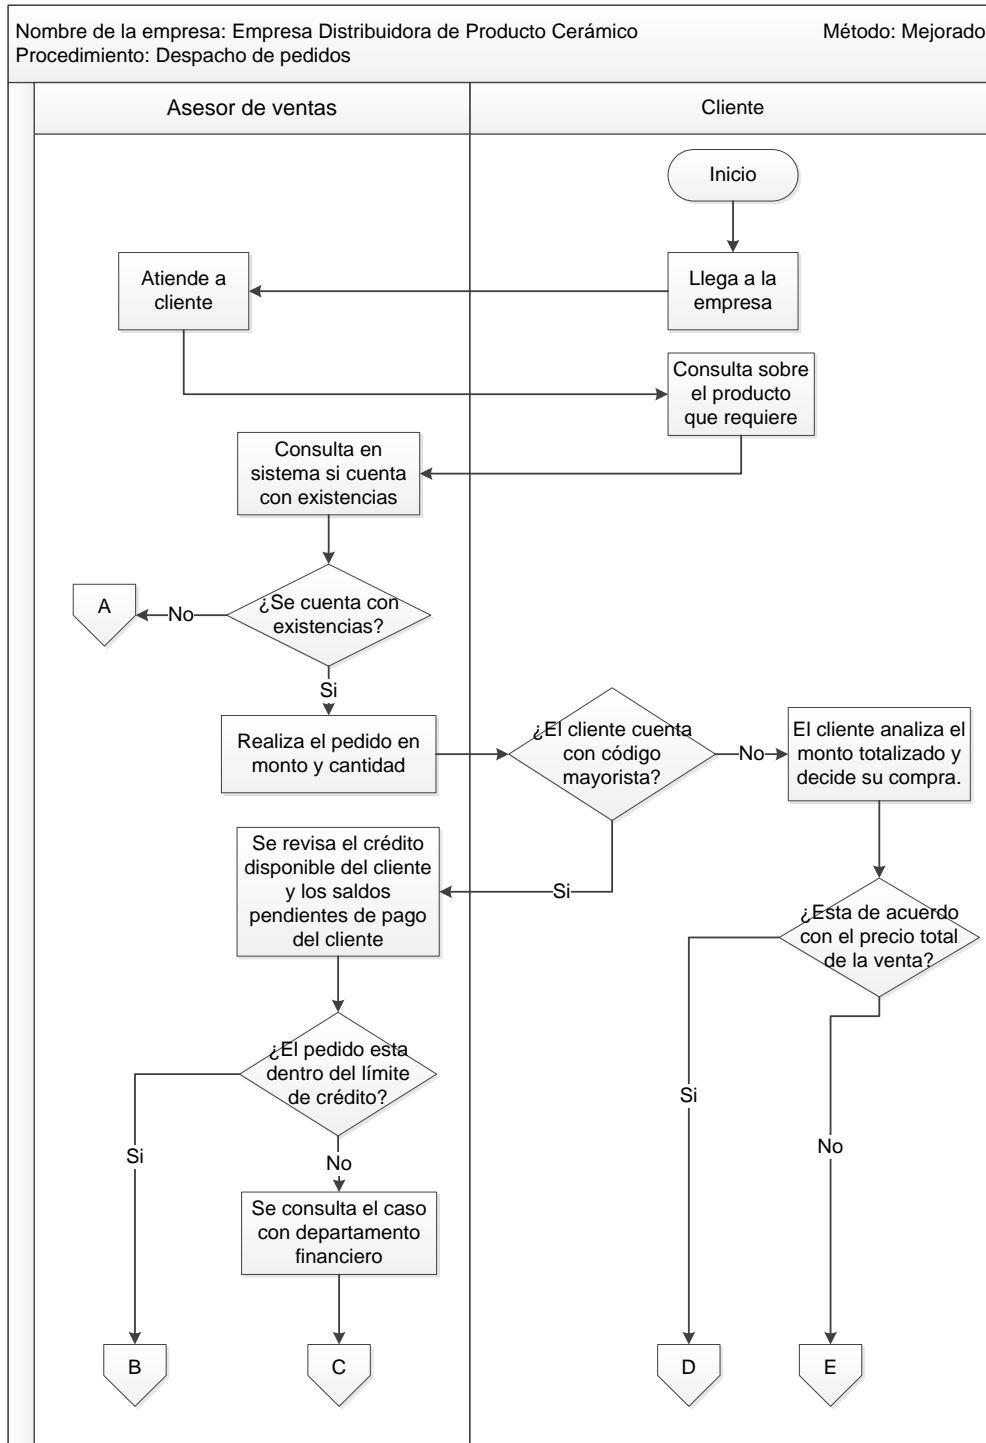 Nombre de la empresa: Empresa Distribuidora de Producto Cerámico
Método: Mejorado
Procedimiento: Despacho de pedidos
Asesor de ventas
Cliente
Inicio
Atiende a
cliente
Llega a la
empresa
Consulta sobre
el producto
que requiere
Consulta en
sistema si cuenta
con existencias
¿Se cuenta con
existencias?
No
A
Si
Realiza el pedido en
monto y cantidad
¿El cliente cuenta
con código
mayorista?
No
El cliente analiza el
monto totalizado y
decide su compra.
Si
Se revisa el crédito
disponible del cliente
y los saldos
pendientes de pago
del cliente
¿Esta de acuerdo
con el precio total
de la venta?
¿El pedido esta
dentro del límite
de crédito?
Si
No
Si
No
Se consulta el caso
con departamento
financiero
B
C
D
E